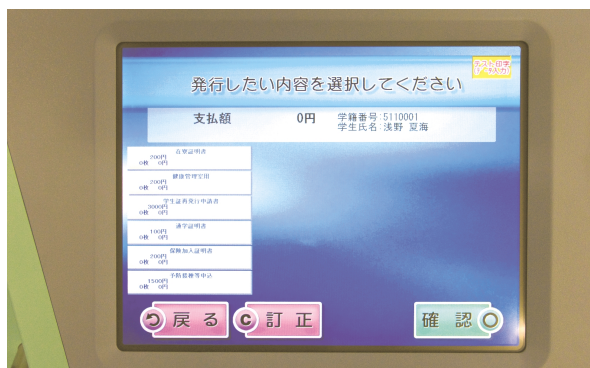 テスト印字
データ入力
発行したい内容を選択してください
支払額 0円 学籍番号:5110001
学生氏名:浅野 夏海
在学証明書
200円
0枚 0円
健康管理費用
200円
0枚 0円
学生証再発行申請書
3000円
0枚 0円
通学証明書
100円
0枚 0円
保険加入証明書
200円
0枚 0円
予防接種等申込
1500円
0枚 0円
戻る C 訂正 確認